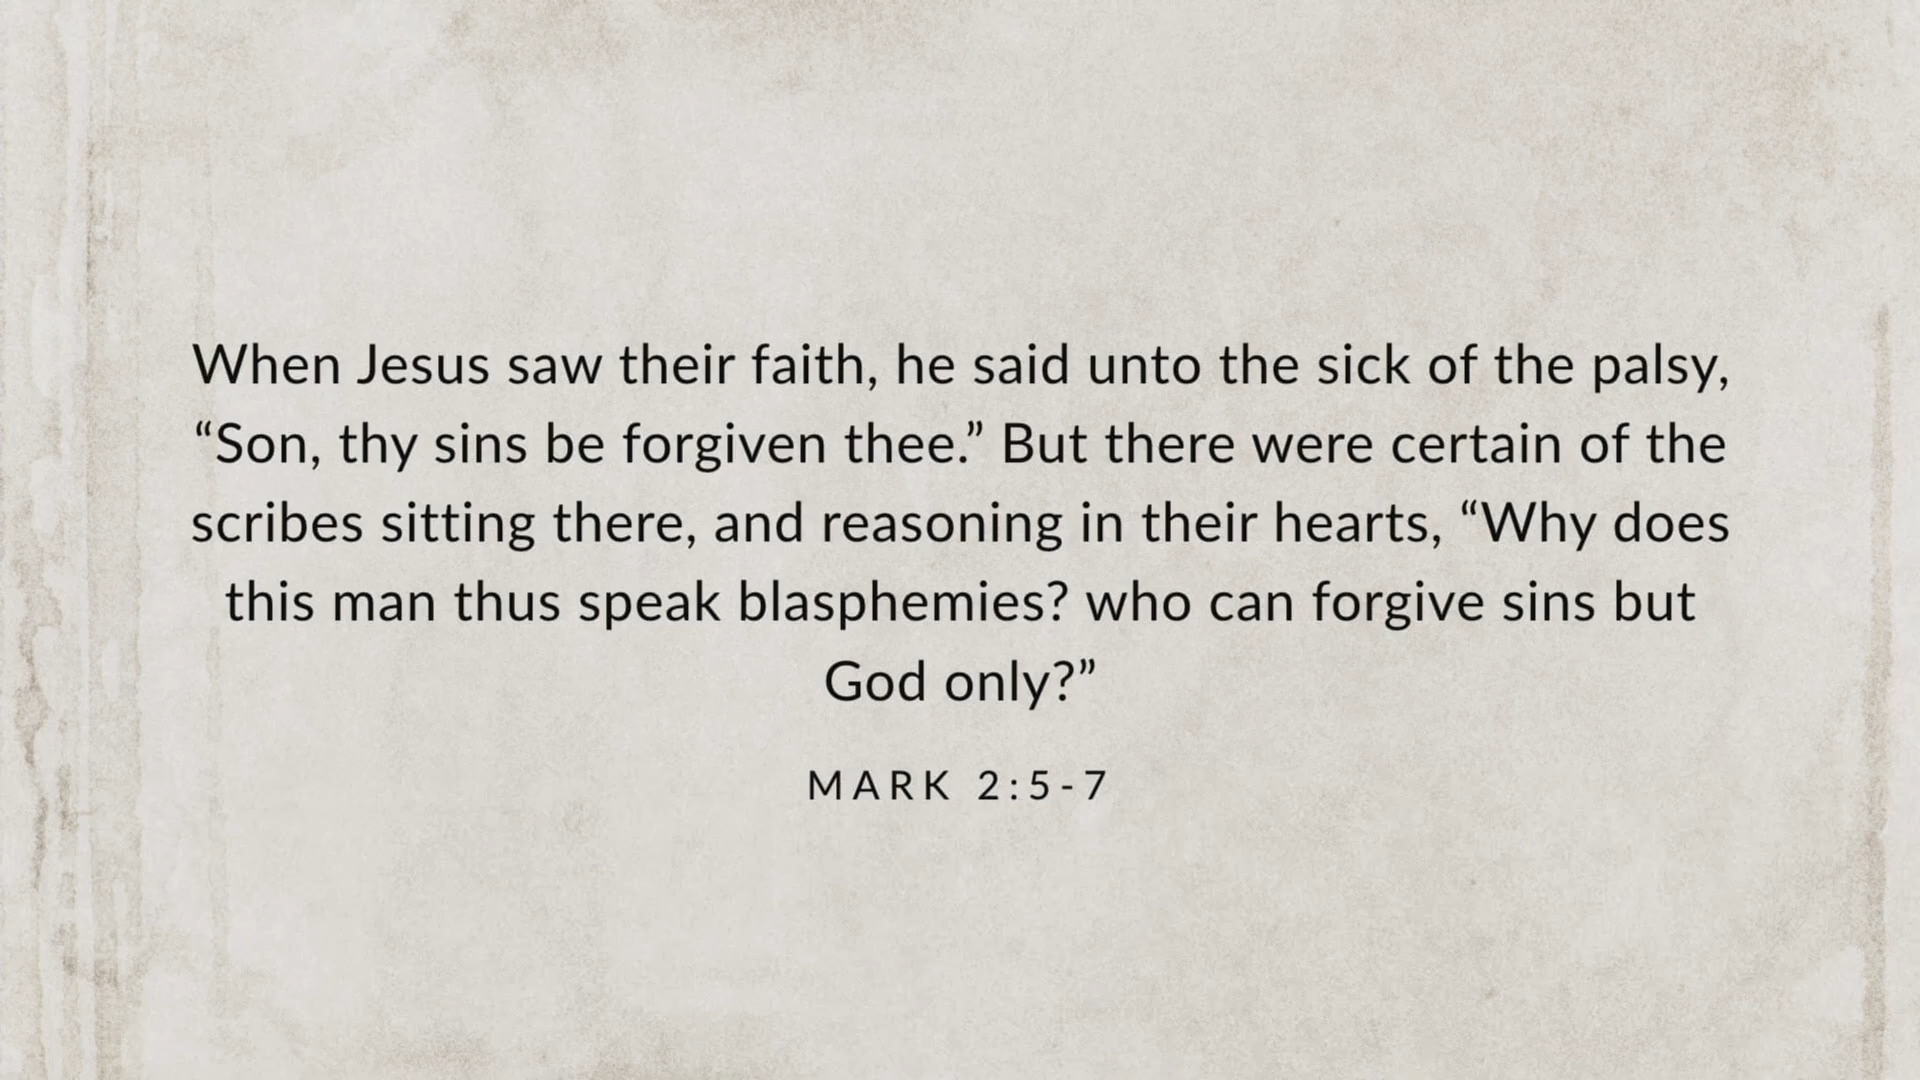 When Jesus saw their faith, he said unto the sick of the palsy,
“Son, thy sins be forgiven thee.” But there were certain of the
scribes sitting there, and reasoning in their hearts, “Why does
this man thus speak blasphemies? who can forgive sins but
God only?”
MARK 2:5-7